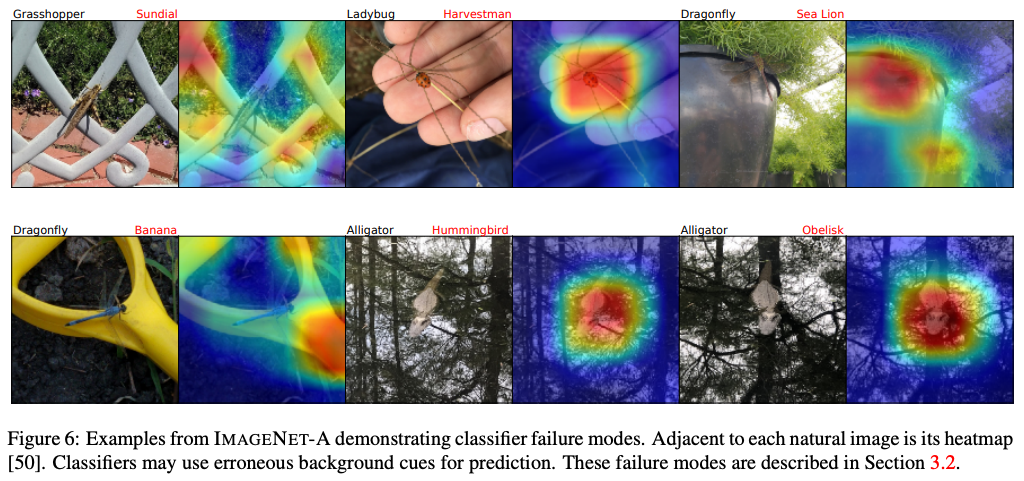 Grasshopper Sundial Ladybug Harvestman Dragonfly Sea Lion
Dragonfly Banana Alligator Hummingbird Alligator Obelisk
Figure 6: Examples from IMAGENET-A demonstrating classifier failure modes. Adjacent to each natural image is its heatmap
[50]. Classifiers may use erroneous background cues for prediction. These failure modes are described in Section 3.2.